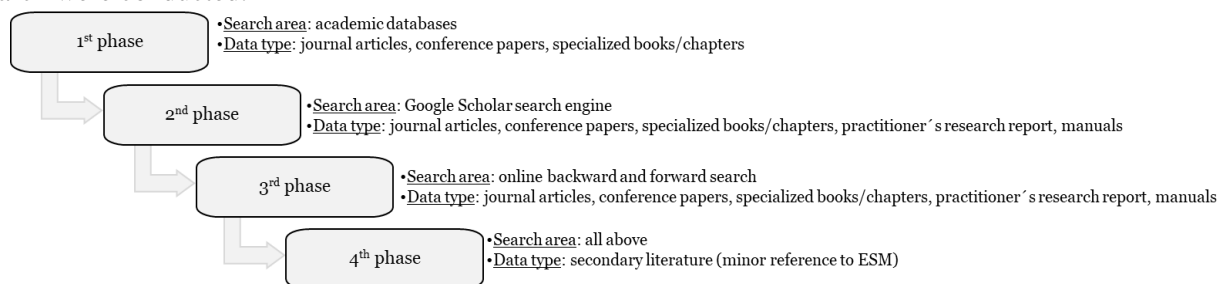 1st phase
•Search area: academic databases
•Data type: journal articles, conference papers, specialized books/chapters
2nd phase
•Search area: Google Scholar search engine
•Data type: journal articles, conference papers, specialized books/chapters, practitioner´s research report, manuals
3rd phase
•Search area: online backward and forward search
•Data type: journal articles, conference papers, specialized books/chapters, practitioner´s research report, manuals
4th phase
•Search area: all above
•Data type: secondary literature (minor reference to ESM)